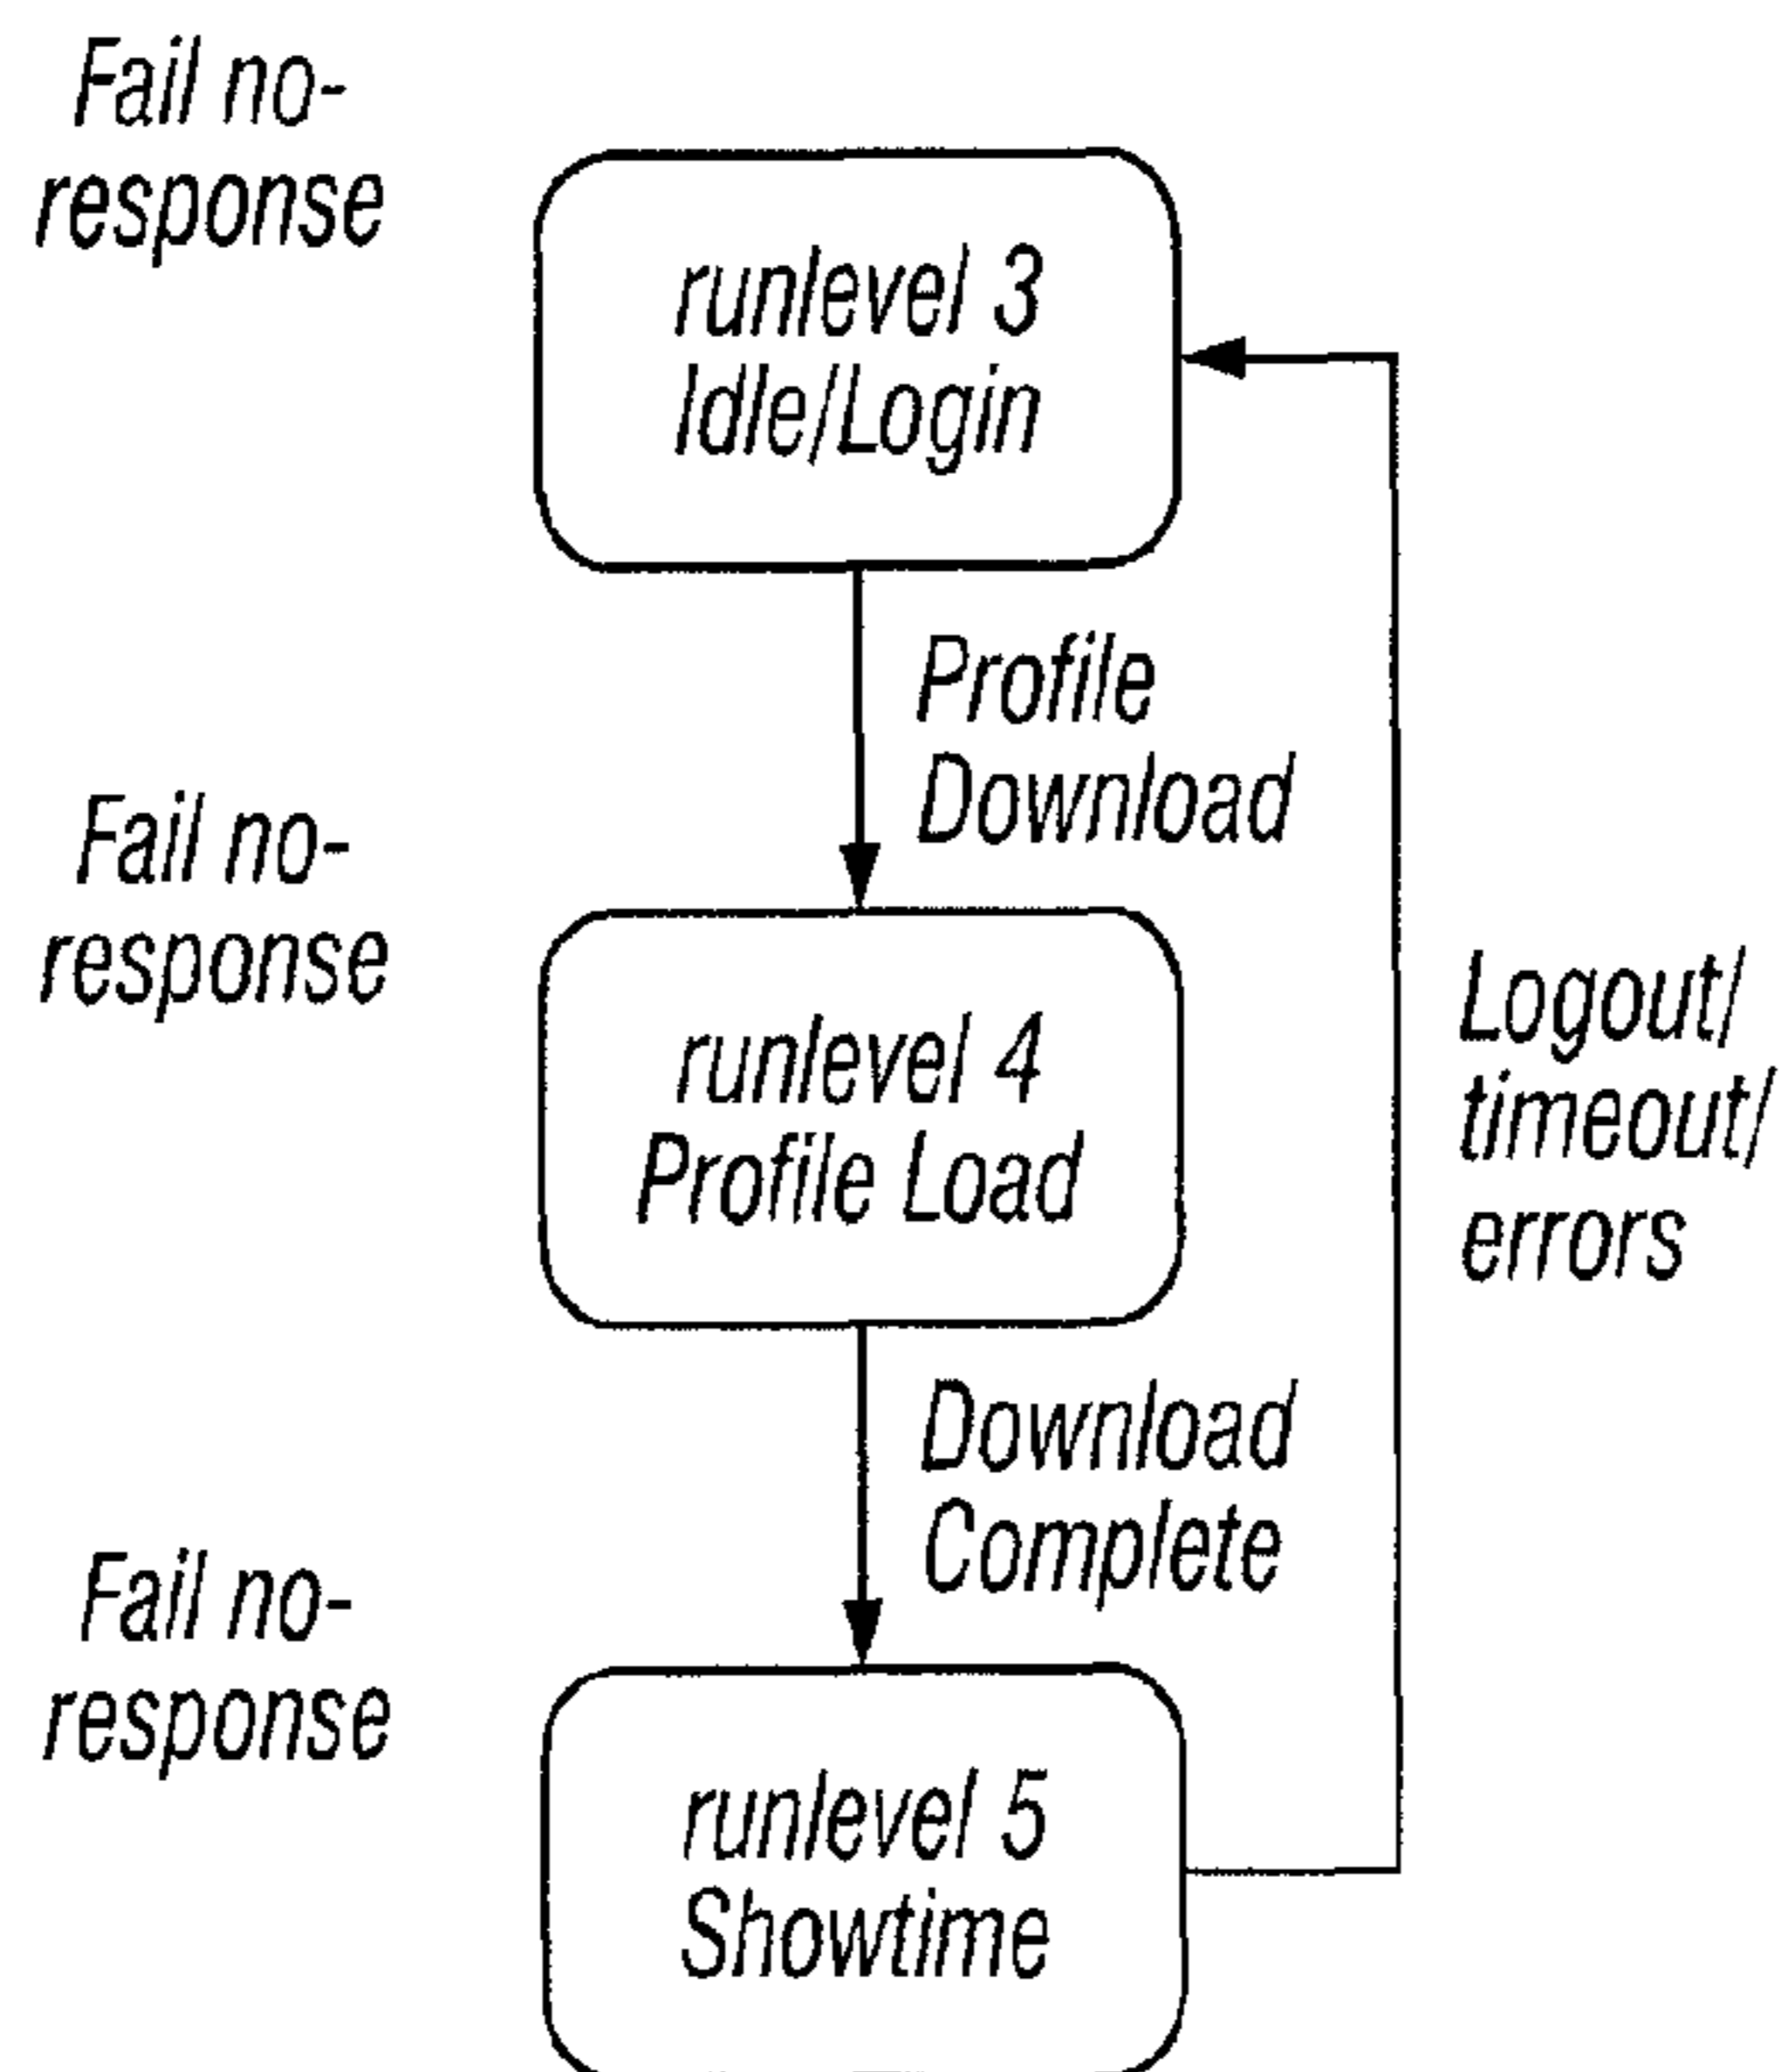 Fail no-
response
runlevel 3
Idle/Login
Profile
Download
Fail no-
response
runlevel 4
Profile Load
Logout/
timeout/
errors
Download
Complete
Fail no-
response
runlevel 5
Showtime